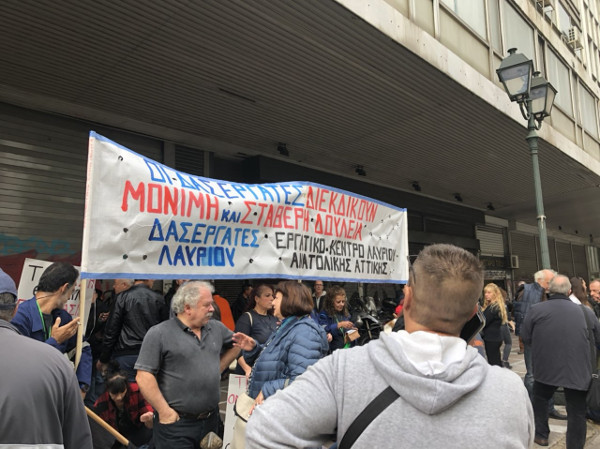 ΟΙ ΔΑΣΕΡΓΑΤΕΣ ΔΙΕΚΔΙΚΟΥΝ
ΜΟΝΙΜΗ και ΣΤΑΘΕΡΗ ΔΟΥΛΕΙΑ
ΔΑΣΕΡΓΑΤΕΣ • ΕΡΓΑΤΙΚΟ ΚΕΝΤΡΟ ΛΑΥΡΙΟΥ-
ΛΑΥΡΙΟΥ ΑΝΑΤΟΛΙΚΗΣ ΑΤΤΙΚΗΣ